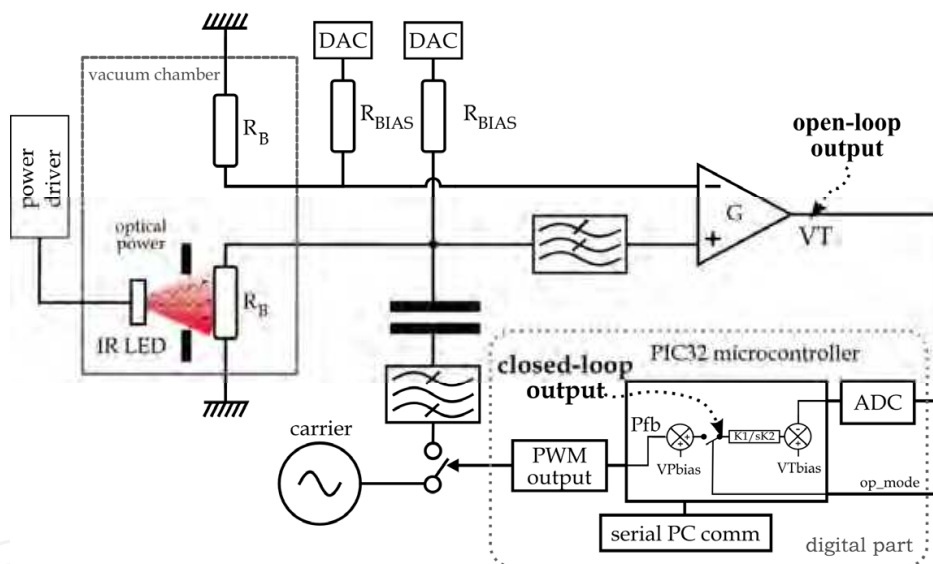 DAC
DAC
vacuum chamber
R_B
R_BIAS
R_BIAS
open-loop
output
power
driver
G
−
+
VT
optical
power
R_B
IR LED
PIC32 microcontroller
closed-loop
output
ADC
carrier
Pfb
K1/sK2
+
+
-
+
VPbias
VTbias
PWM
output
op_mode
serial PC comm
digital part